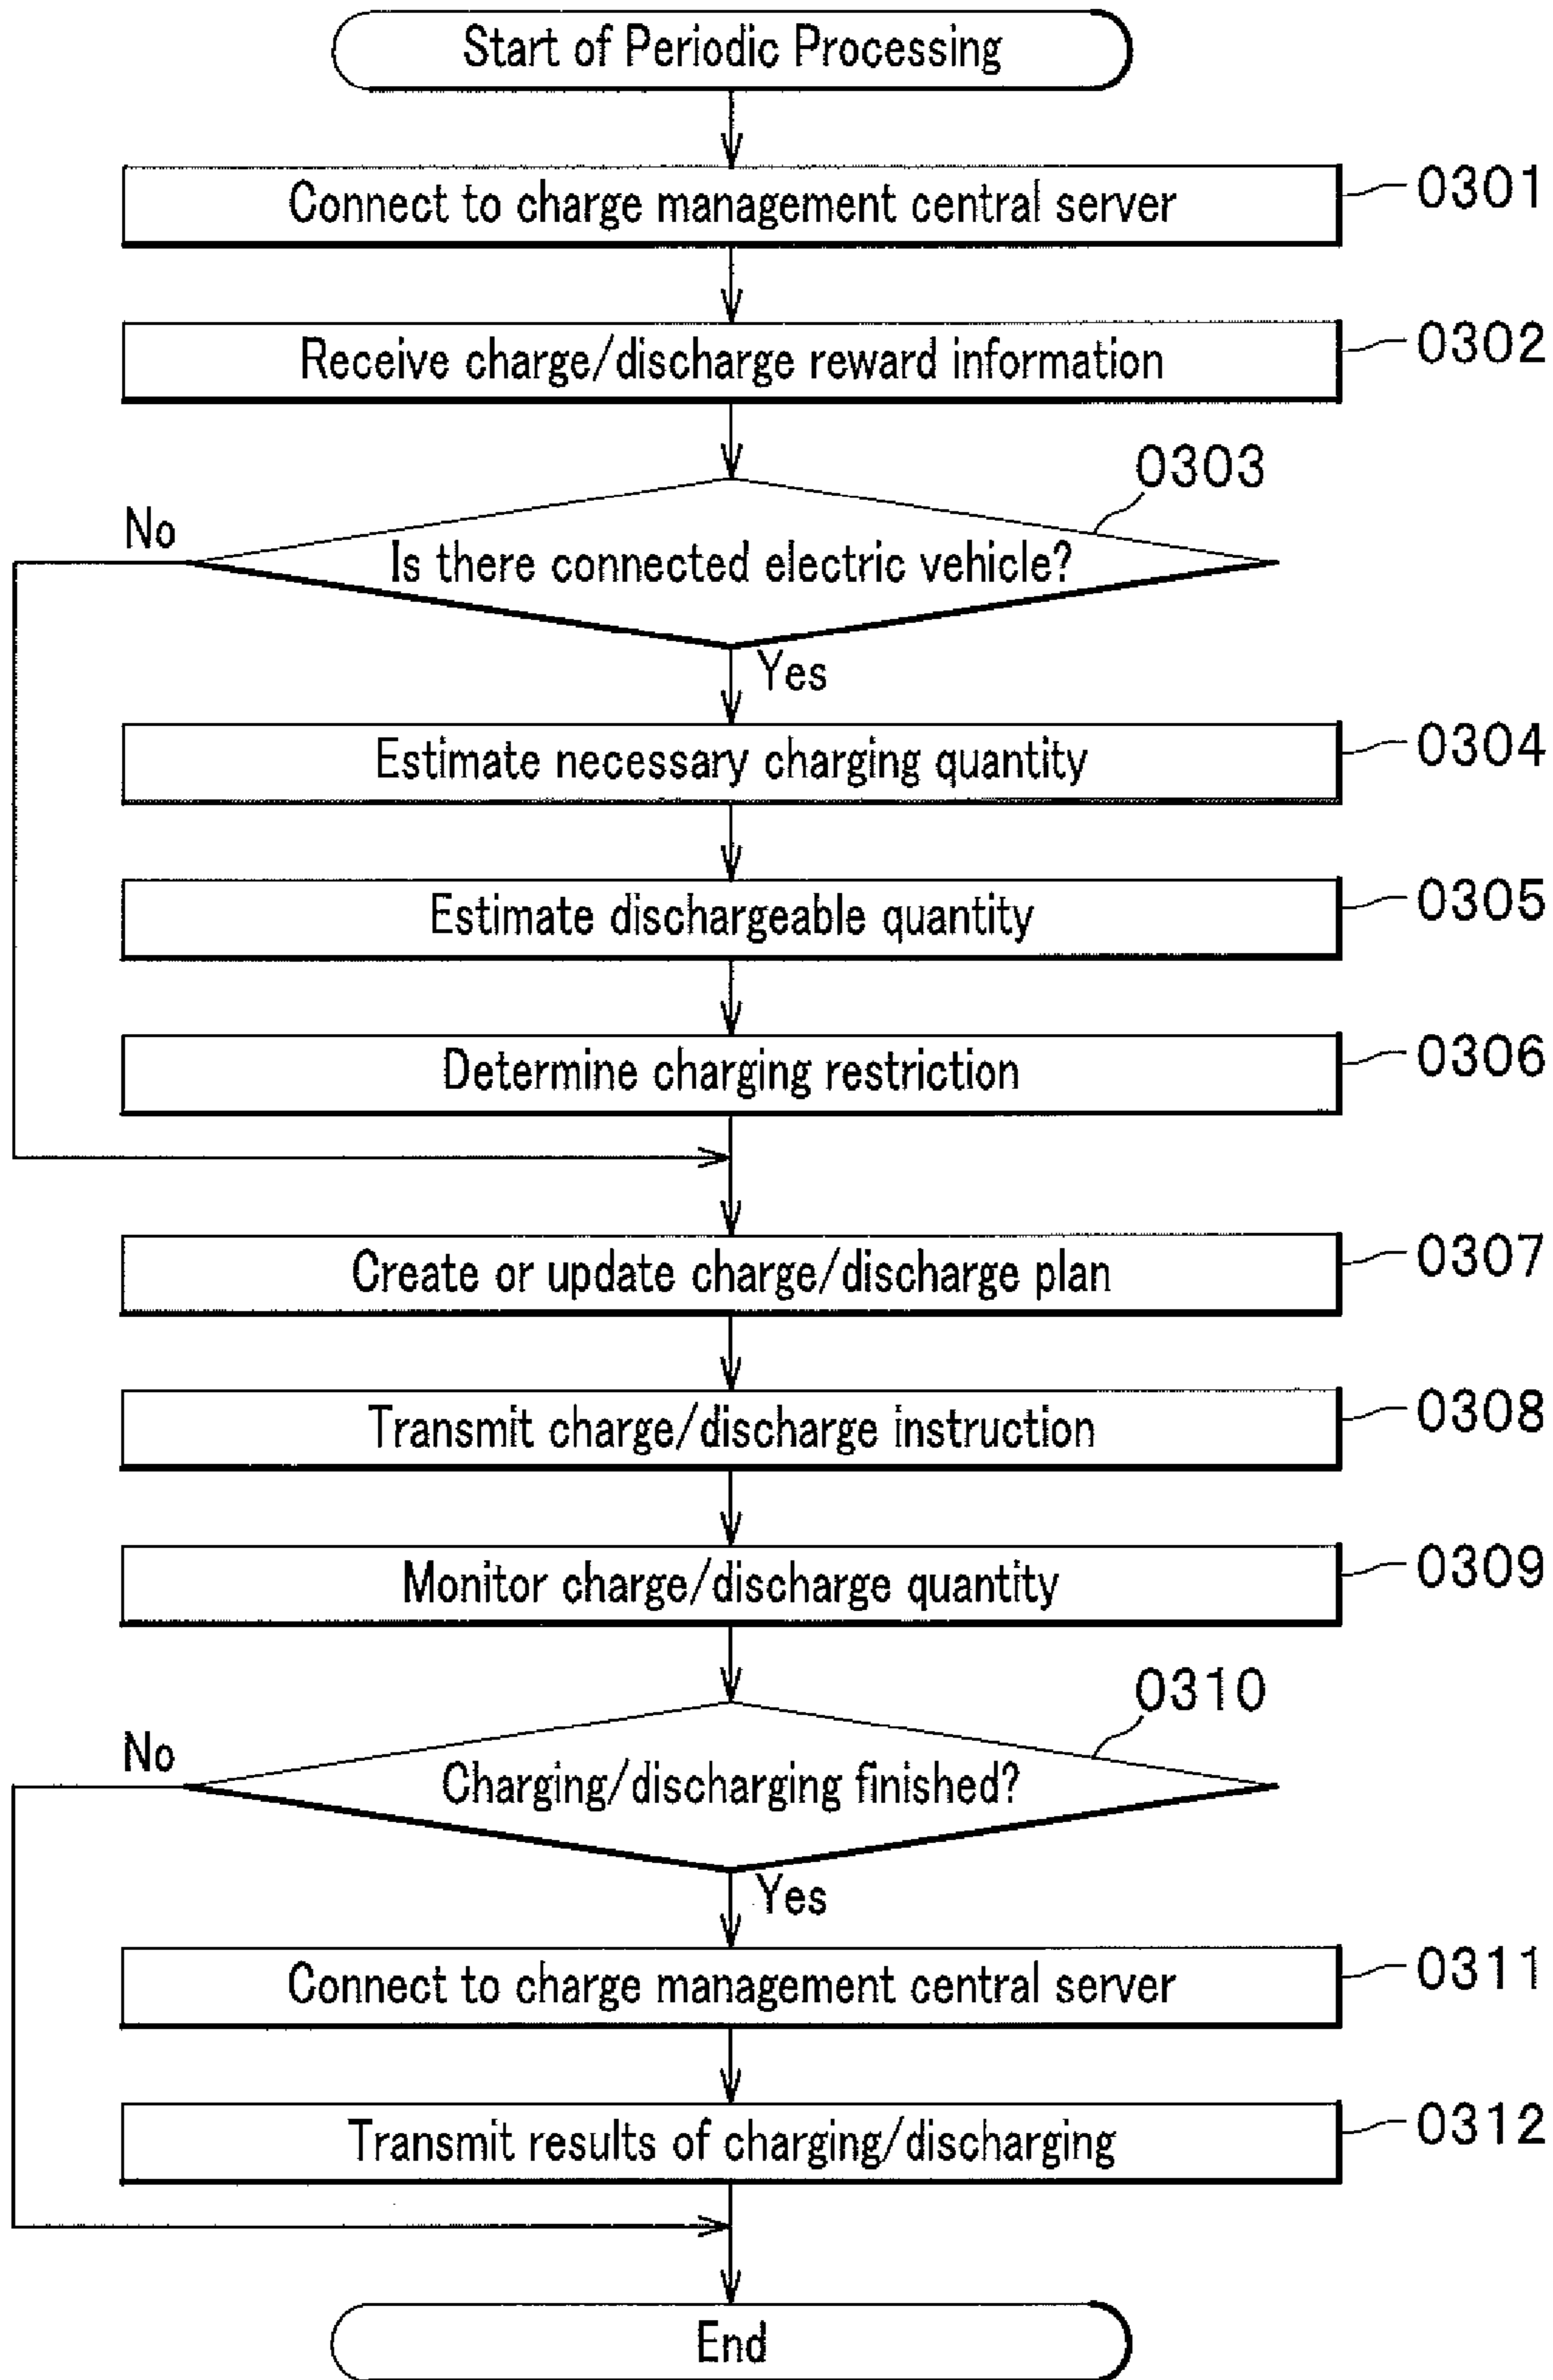 Start of Periodic Processing
Connect to charge management central server
0301
Receive charge/discharge reward information
0302
0303
No
Is there connected electric vehicle?
Yes
Estimate necessary charging quantity
0304
Estimate dischargeable quantity
0305
Determine charging restriction
0306
Create or update charge/discharge plan
0307
Transmit charge/discharge instruction
0308
Monitor charge/discharge quantity
0309
0310
No
Charging/discharging finished?
Yes
Connect to charge management central server
0311
Transmit results of charging/discharging
0312
End